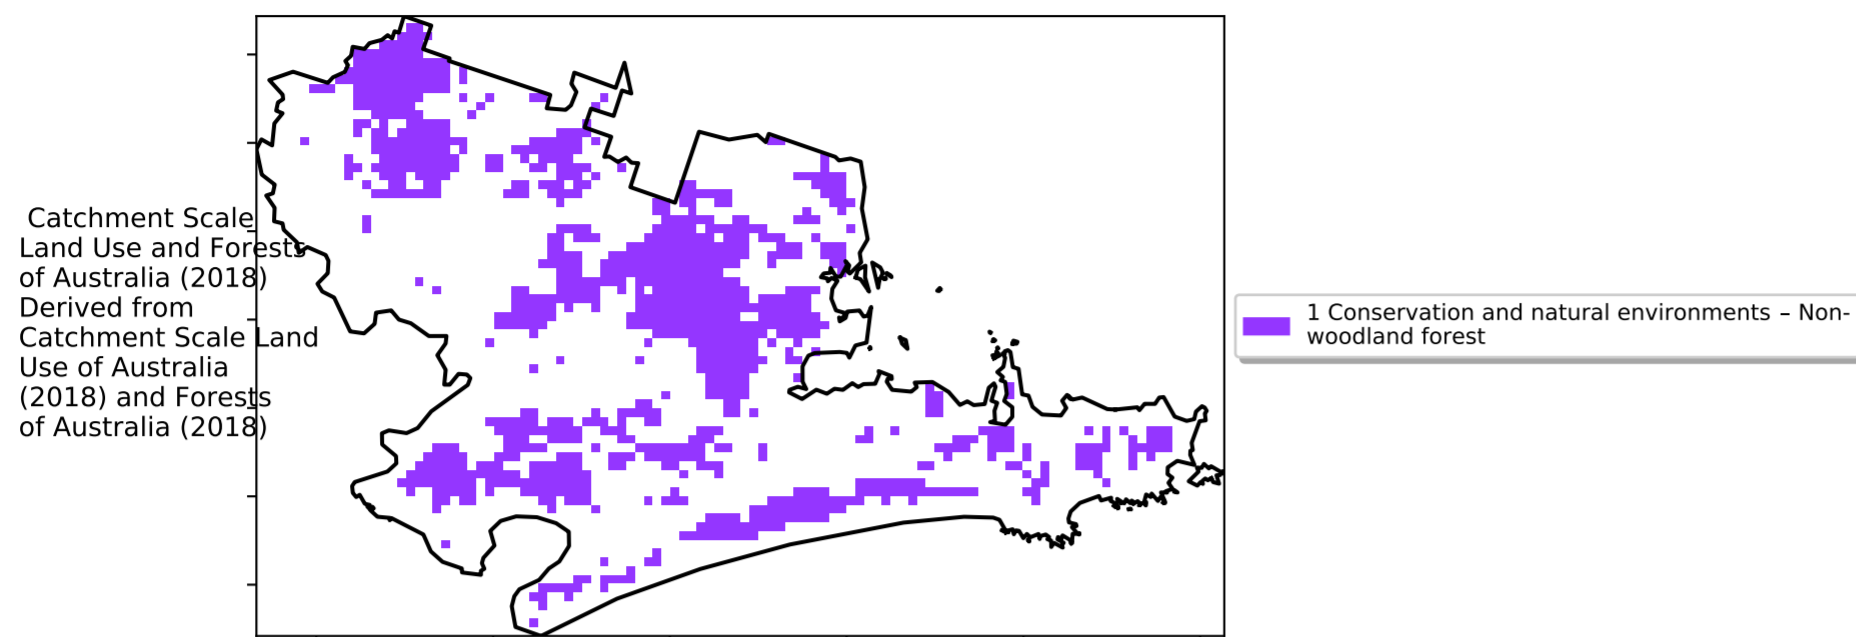 Catchment Scale
Land Use and Forests
of Australia (2018)
Derived from
Catchment Scale Land
Use of Australia
(2018) and Forests
of Australia (2018)
1 Conservation and natural environments – Non-
woodland forest